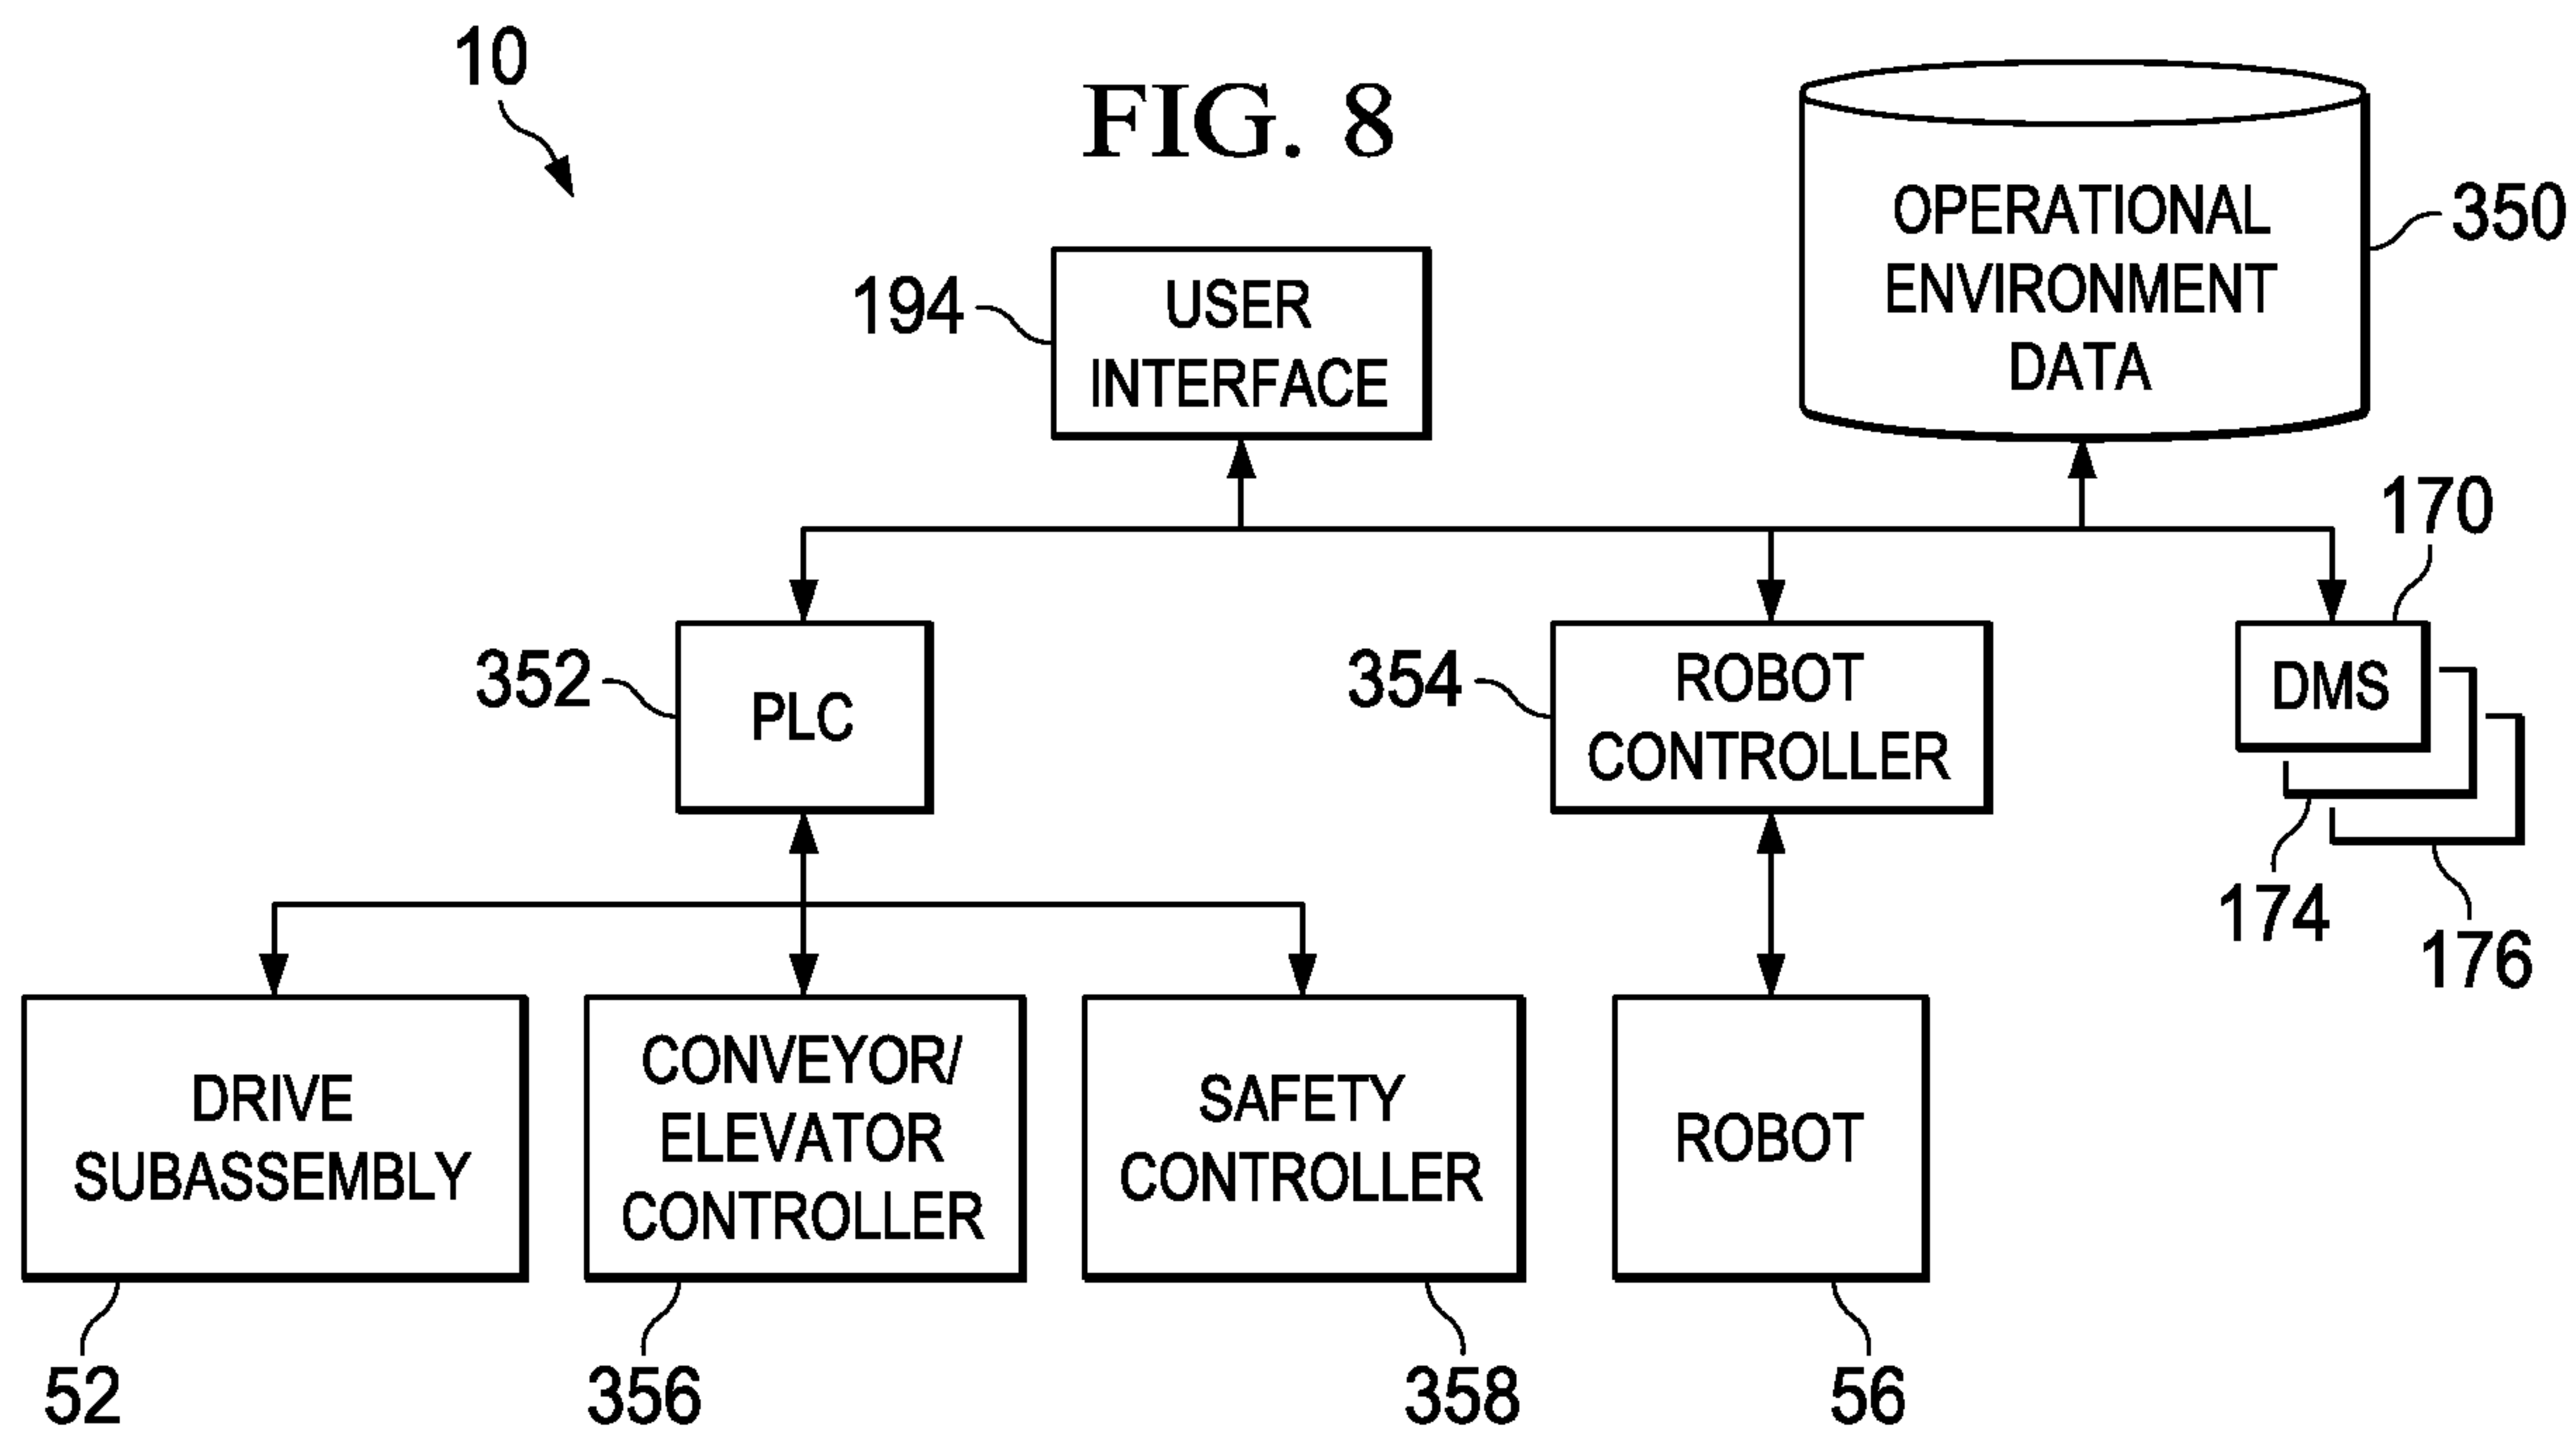 10
FIG. 8
OPERATIONAL
ENVIRONMENT
DATA
350
194
USER
INTERFACE
170
352
PLC
354
ROBOT
CONTROLLER
DMS
174
176
DRIVE
SUBASSEMBLY
CONVEYOR/
ELEVATOR
CONTROLLER
SAFETY
CONTROLLER
ROBOT
52
356
358
56